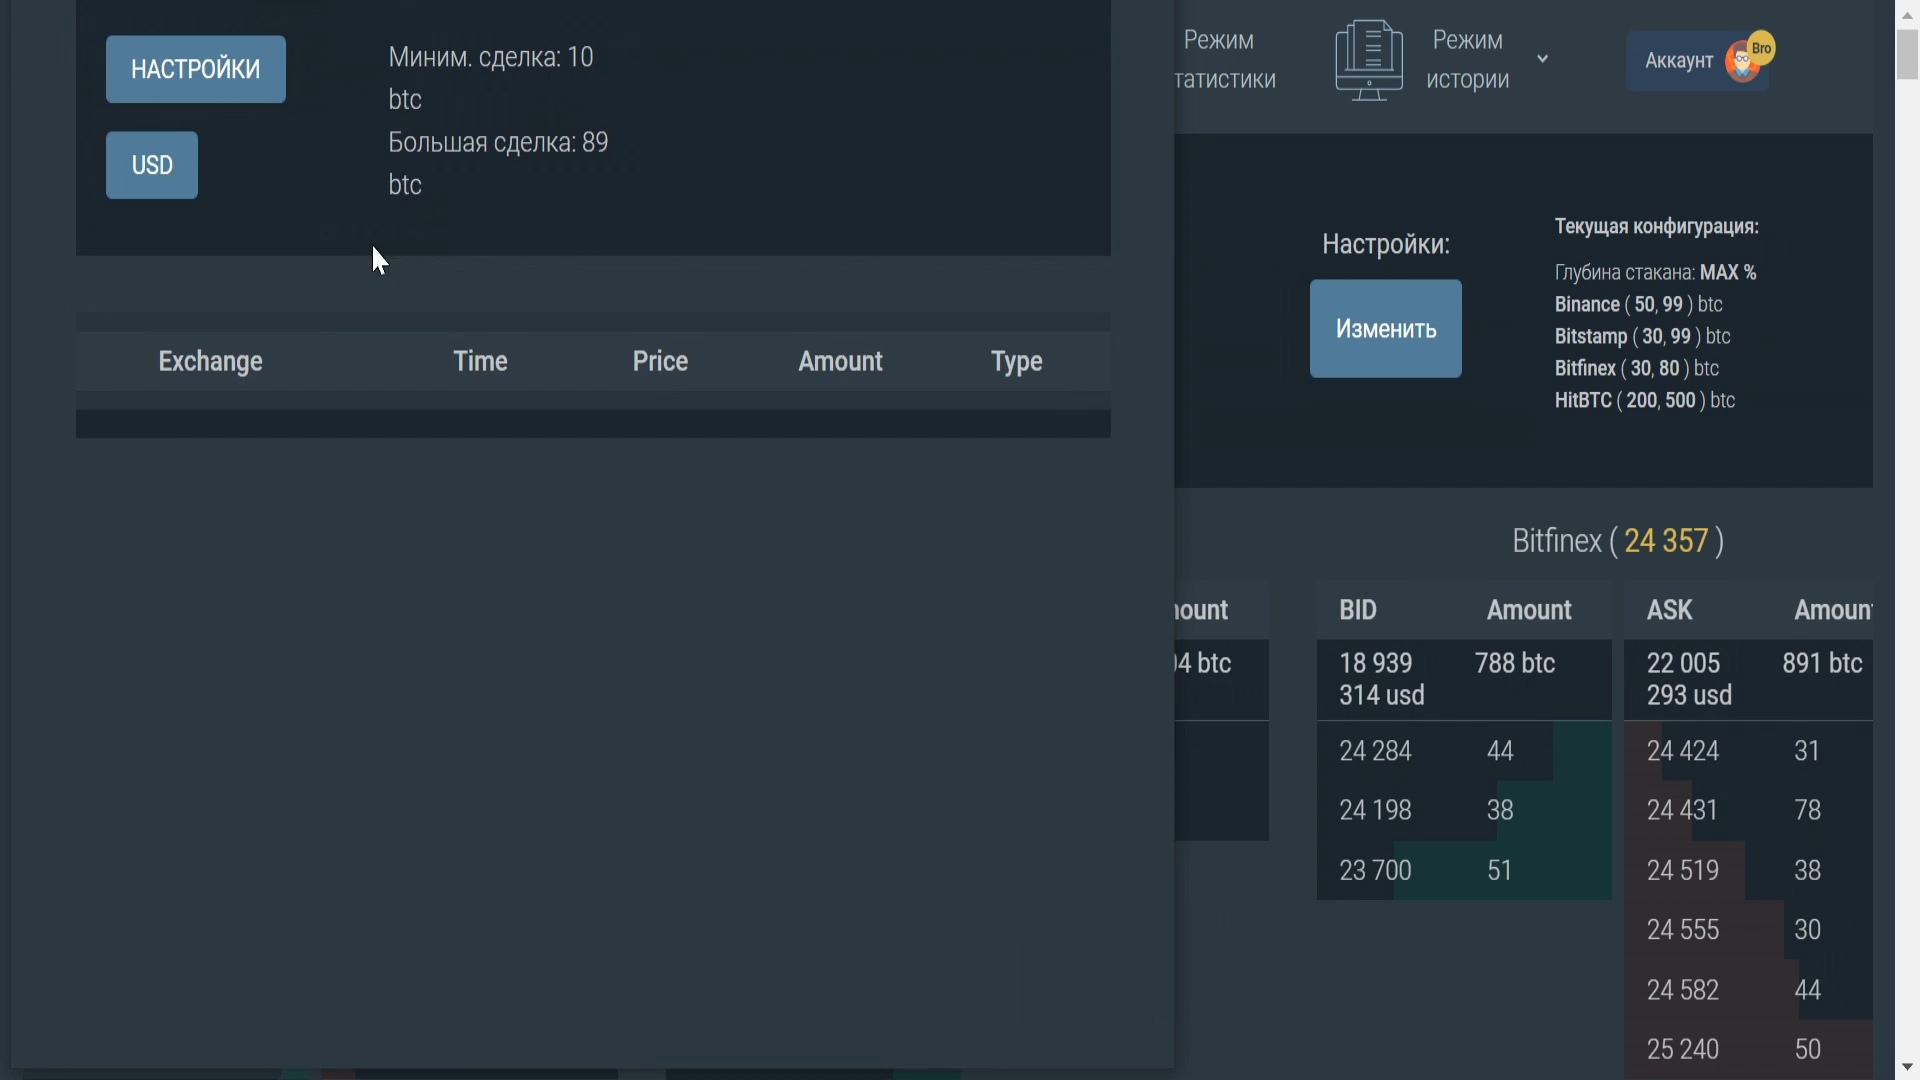 НАСТРОЙКИ
USD
Миним. сделка: 10
btc
Большая сделка: 89
btc
Exchange Time Price Amount Type
Режим
татистики
Режим
истории
Аккаунт
Bro
Настройки:
Изменить
Текущая конфигурация:
Глубина стакана: MAX %
Binance ( 50, 99 ) btc
Bitstamp ( 30, 99 ) btc
Bitfinex ( 30, 80 ) btc
HitBTC ( 200, 500 ) btc
Bitfinex ( 24 357 )
ount BID Amount ASK Amoun
4 btc 18 939 788 btc 22 005 891 btc
314 usd 293 usd
24 284 44 24 424 31
24 198 38 24 431 78
23 700 51 24 519 38
24 555 30
24 582 44
25 240 50